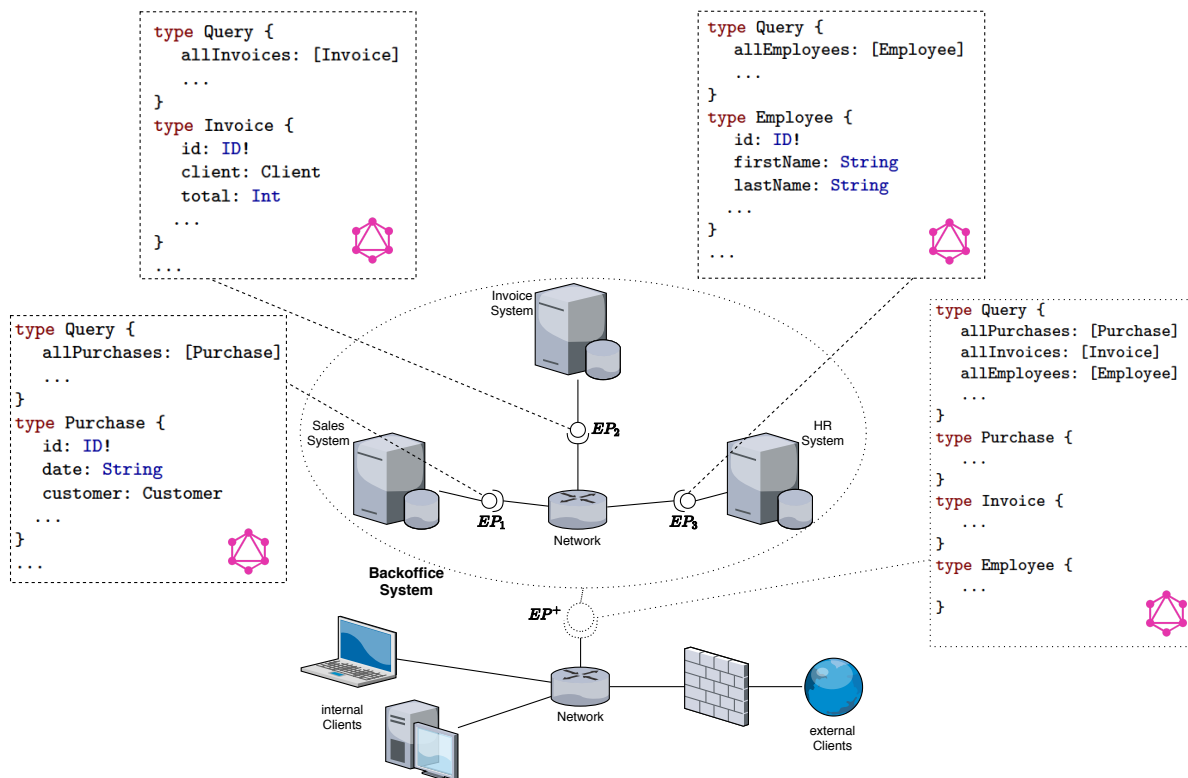 type Query {
allInvoices: [Invoice]
...
}
type Invoice {
id: ID!
client: Client
total: Int
...
}
...
type Query {
allEmployees: [Employee]
...
}
type Employee {
id: ID!
firstName: String
lastName: String
...
}
...
type Query {
allPurchases: [Purchase]
...
}
type Purchase {
id: ID!
date: String
customer: Customer
...
}
...
Invoice
System
EP2
Sales
System
EP1
HR
System
EP3
Network
Backoffice
System
type Query {
allPurchases: [Purchase]
allInvoices: [Invoice]
allEmployees: [Employee]
...
}
type Purchase {
...
}
type Invoice {
...
}
type Employee {
...
}
EP+
internal
Clients
Network
external
Clients